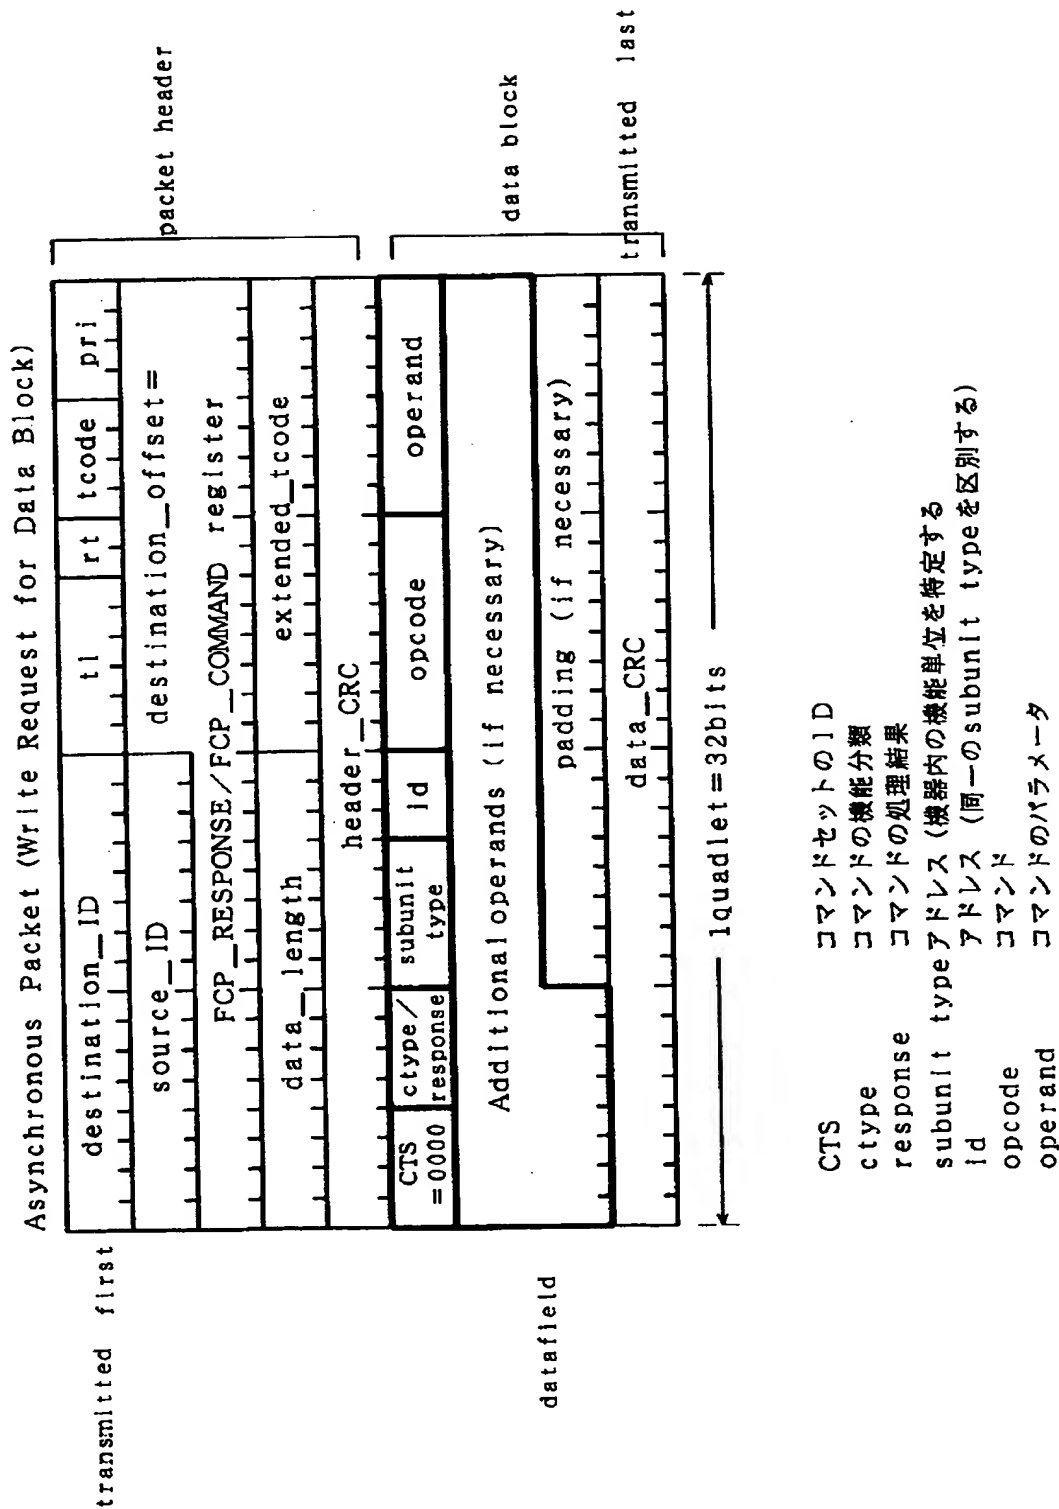 Asynchronous Packet (Write Request for Data Block)
transmitted first
destination_ID tl rt tcode pri
source_ID destination_offset=
FCP_RESPONSE/FCP_COMMAND register
data_length extended_tcode
header_CRC
packet header
CTS =0000 ctype/ response subunit type id opcode operand
Additional operands (if necessary)
padding (if necessary)
data_CRC
datafield
data block
transmitted last
1quadlet=32bits
CTS コマンドセットのID
ctype コマンドの機能分類
response コマンドの処理結果
subunit type アドレス (機器内の機能単位を特定する
id アドレス (同一のsubunit typeを区別する)
opcode コマンド
operand コマンドのパラメータ